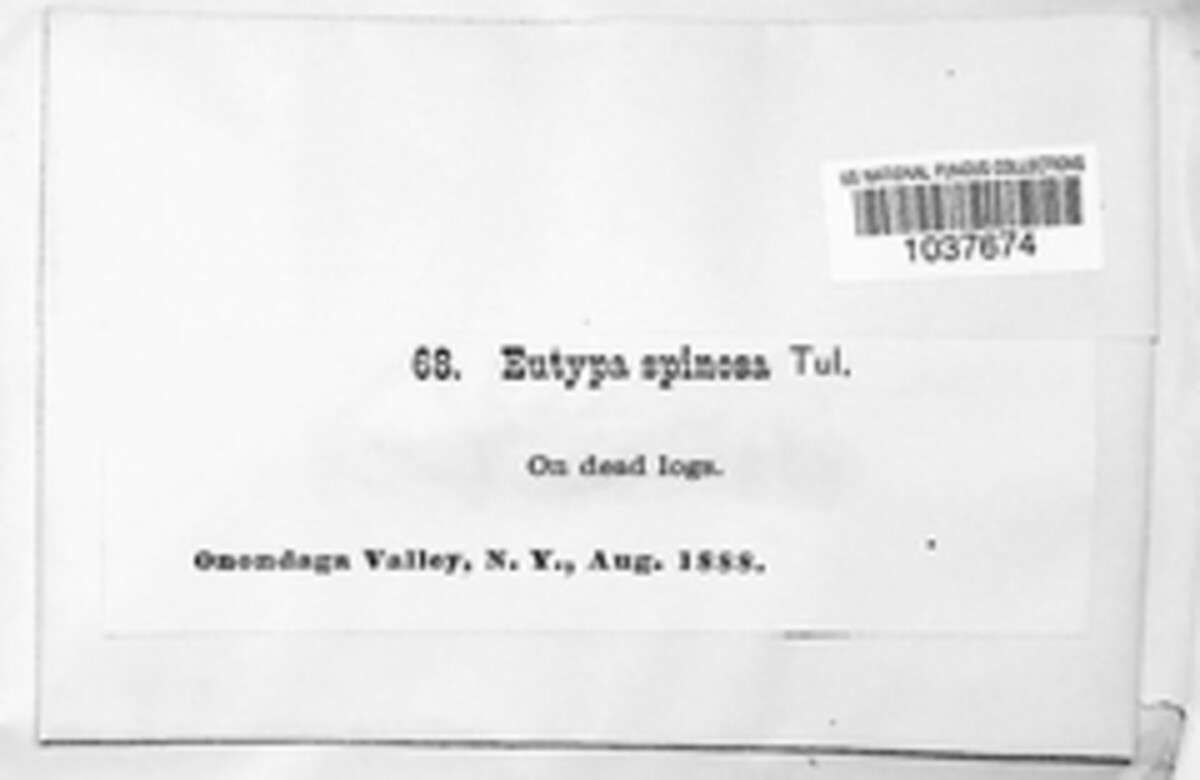 US NATIONAL FUNGUS COLLECTIONS
1037674
68. Eutypa spinosa Tul.
On dead logs.
Onondaga Valley, N. Y., Aug. 1888.